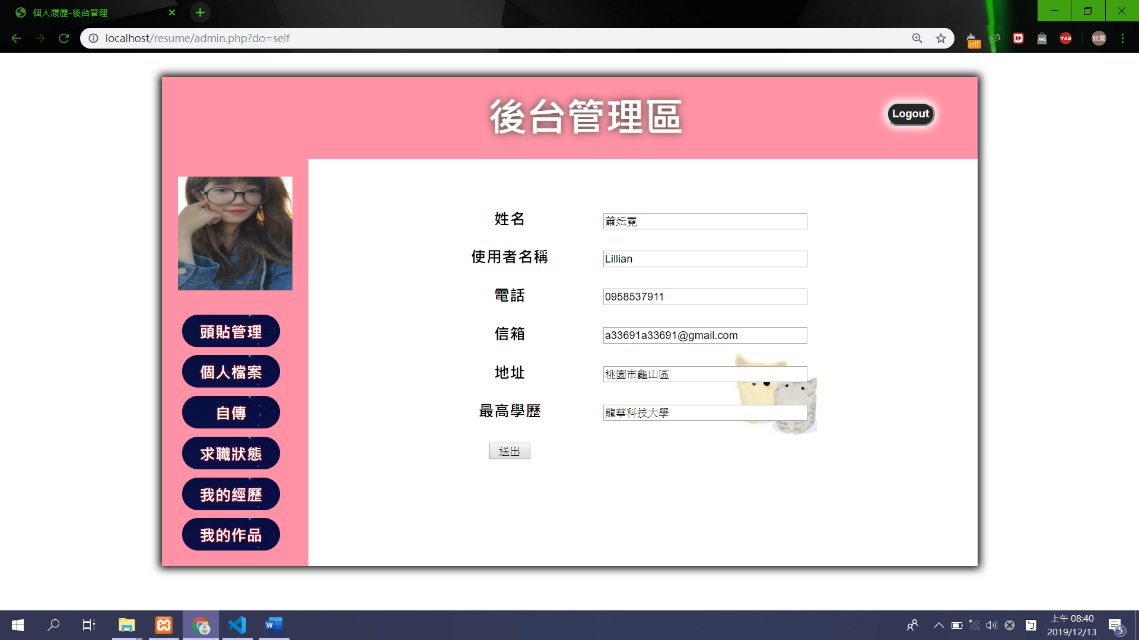 個人履歷-後台管理
localhost/resume/admin.php?do=self
off
後台管理區
Logout
姓名
使用者名稱
Lillian
電話
0958537911
信箱
a33691a33691@gmail.com
地址
桃園市龜山區
最高學歷
龍華科技大學
送出
頭貼管理
個人檔案
自傳
求職狀態
我的經歷
我的作品
上午 08:40
2019/12/13
5